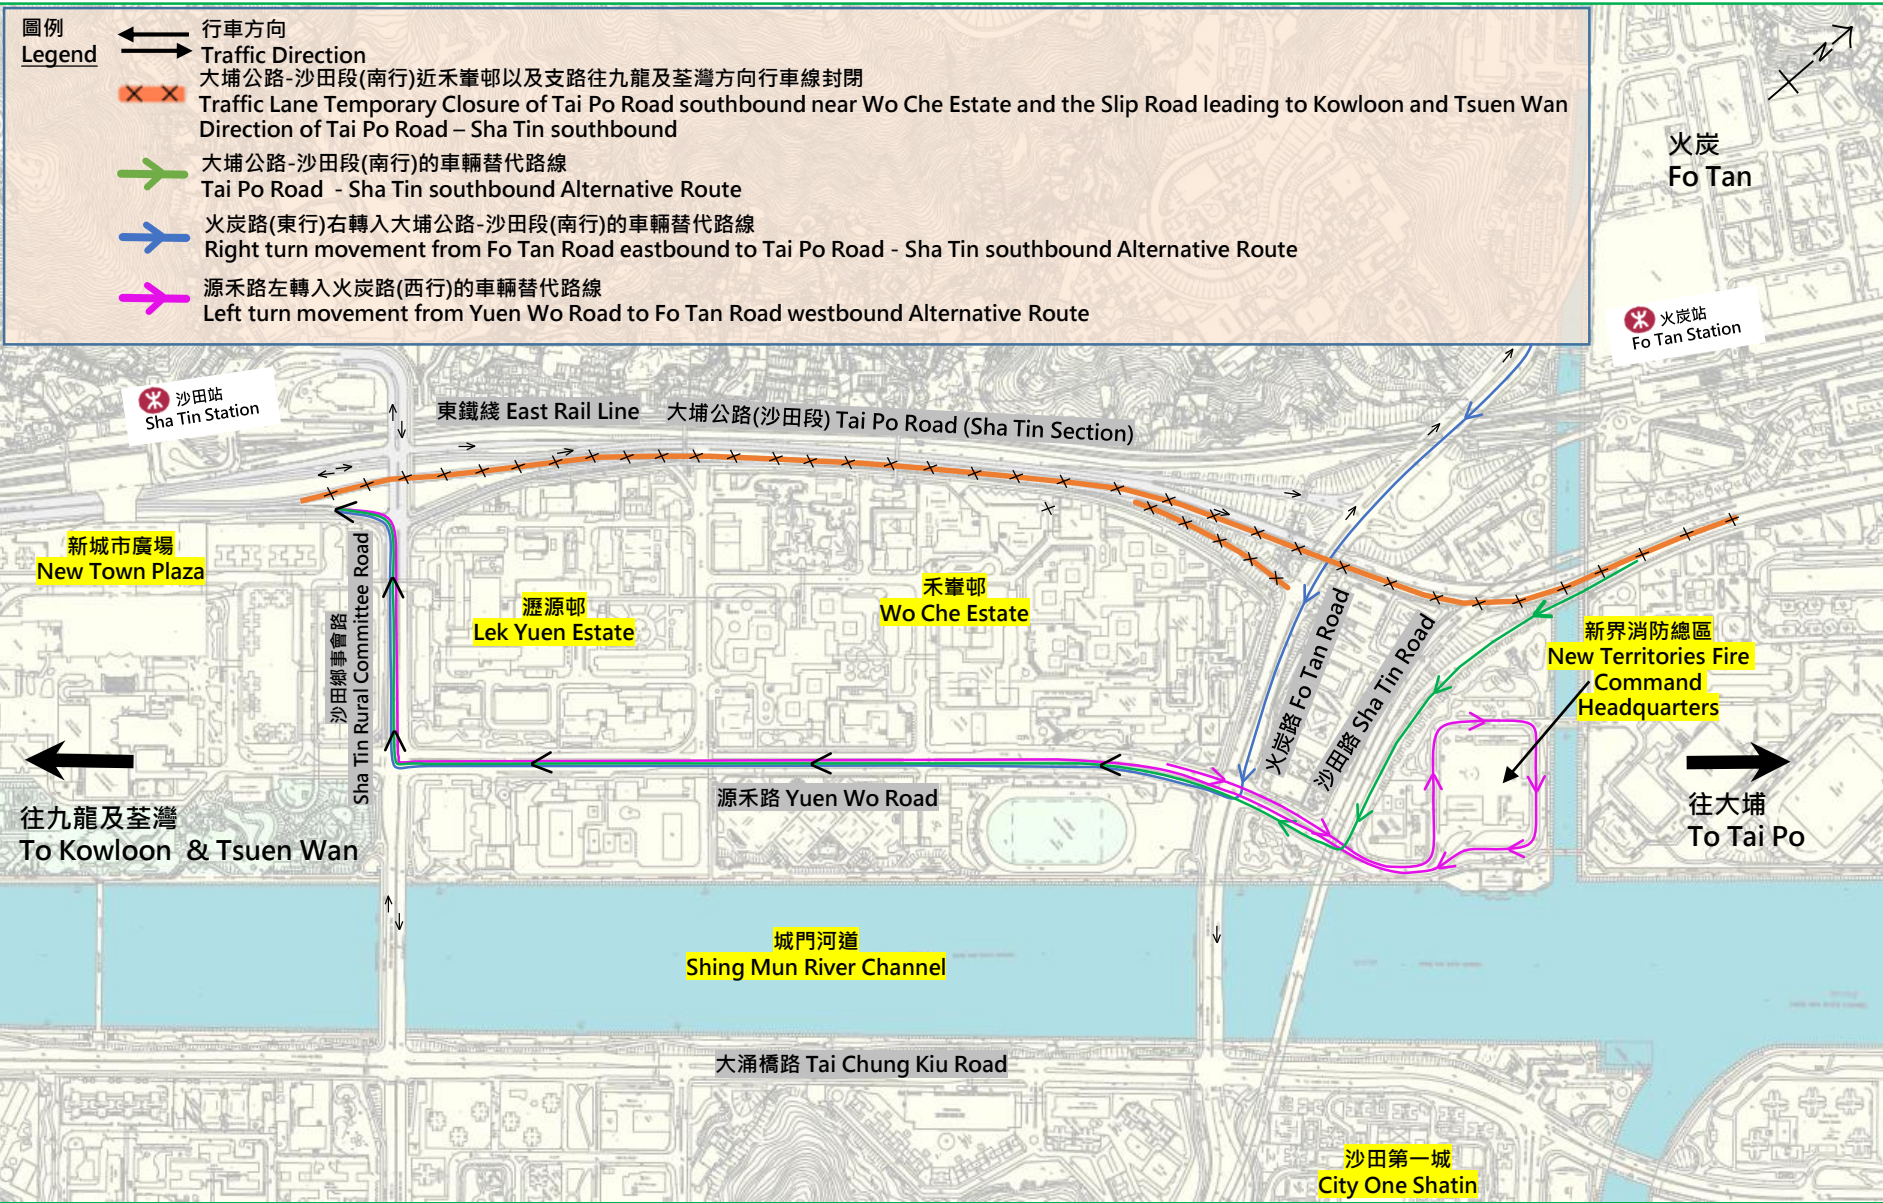 圖例
Legend
行車方向
Traffic Direction
大埔公路-沙田段(南行)近禾輋邨以及支路往九龍及荃灣方向行車線封閉
Traffic Lane Temporary Closure of Tai Po Road southbound near Wo Che Estate and the Slip Road leading to Kowloon and Tsuen Wan
Direction of Tai Po Road – Sha Tin southbound
大埔公路-沙田段(南行)的車輛替代路線
Tai Po Road - Sha Tin southbound Alternative Route
火炭路(東行)右轉入大埔公路-沙田段(南行)的車輛替代路線
Right turn movement from Fo Tan Road eastbound to Tai Po Road - Sha Tin southbound Alternative Route
源禾路左轉入火炭路(西行)的車輛替代路線
Left turn movement from Yuen Wo Road to Fo Tan Road westbound Alternative Route
N
火炭
Fo Tan
火炭站
Fo Tan Station
沙田站
Sha Tin Station
東鐵綫 East Rail Line
大埔公路(沙田段) Tai Po Road (Sha Tin Section)
新城市廣場
New Town Plaza
沙田鄉事會路
Sha Tin Rural Committee Road
瀝源邨
Lek Yuen Estate
禾輋邨
Wo Che Estate
火炭路 Fo Tan Road
沙田路 Sha Tin Road
新界消防總區
New Territories Fire
Command
Headquarters
往九龍及荃灣
To Kowloon & Tsuen Wan
源禾路 Yuen Wo Road
往大埔
To Tai Po
城門河道
Shing Mun River Channel
大涌橋路 Tai Chung Kiu Road
沙田第一城
City One Shatin